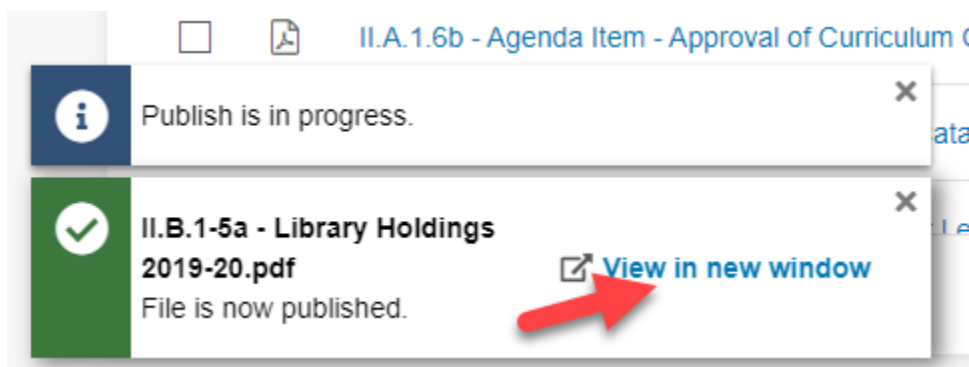 II.A.1.6b - Agenda Item - Approval of Curriculum
Publish is in progress.
II.B.1-5a - Library Holdings
2019-20.pdf
View in new window
File is now published.